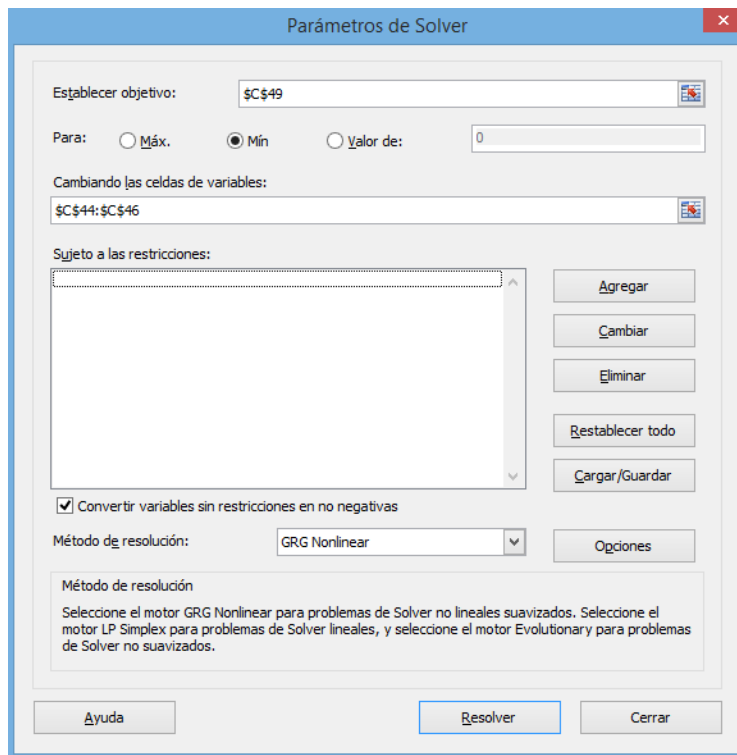 Parámetros de Solver
Establecer objetivo:
$C$49
Para:
Máx.
Mín
Valor de:
0
Cambiando las celdas de variables:
$C$44:$C$46
Sujeto a las restricciones:
Agregar
Cambiar
Eliminar
Restablecer todo
Cargar/Guardar
Convertir variables sin restricciones en no negativas
Método de resolución:
GRG Nonlinear
Opciones
Método de resolución
Seleccione el motor GRG Nonlinear para problemas de Solver no lineales suavizados. Seleccione el
motor LP Simplex para problemas de Solver lineales, y seleccione el motor Evolutionary para problemas
de Solver no suavizados.
Ayuda
Resolver
Cerrar